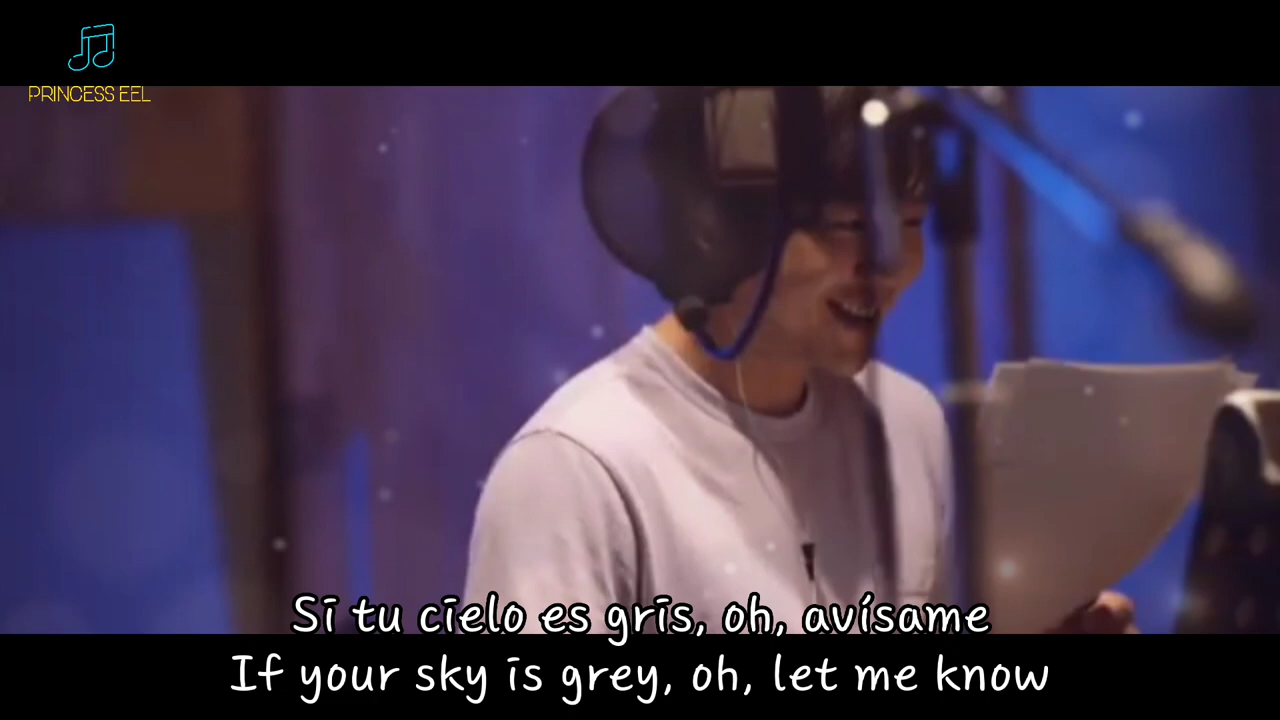 PRINCESS EEL
Si tu cielo es gris, oh, avísame
If your sky is grey, oh, let me know